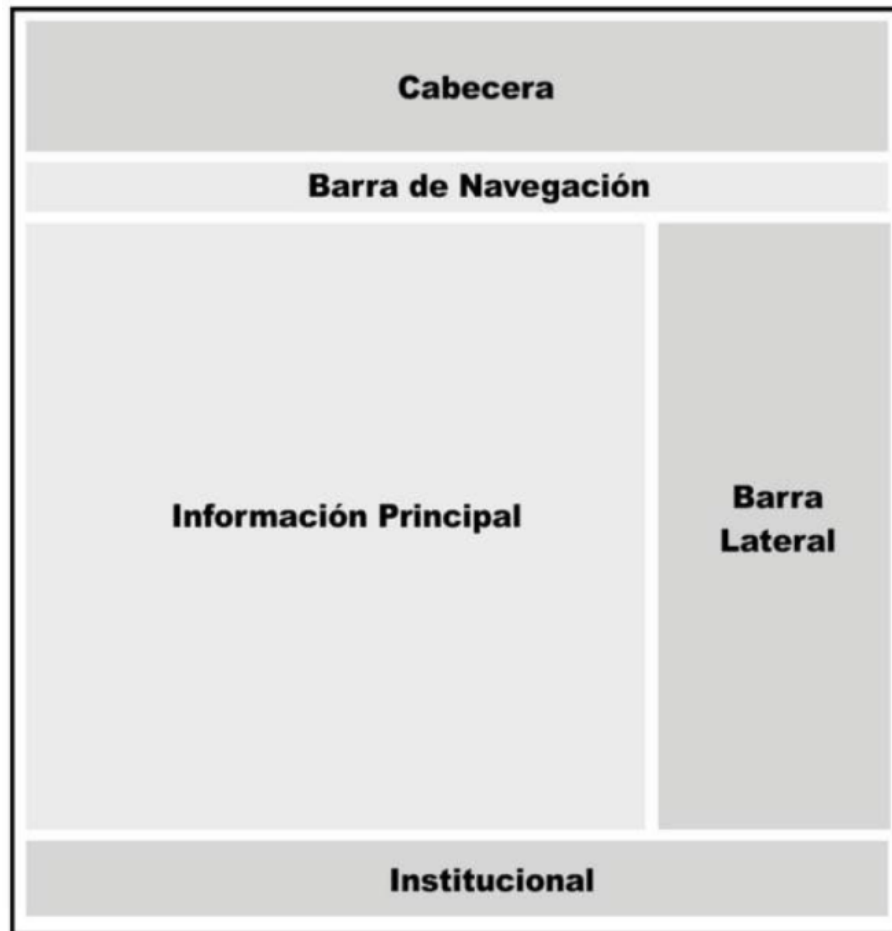 Cabecera
Barra de Navegación
Información Principal
Barra
Lateral
Institucional